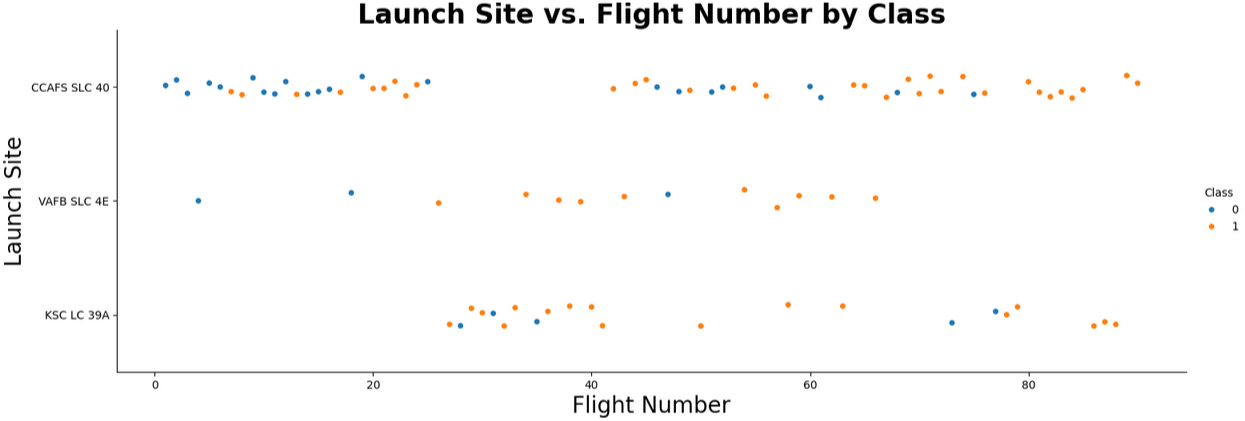 Launch Site vs. Flight Number by Class
Launch Site
CCAFS SLC 40
VAFB SLC 4E
KSC LC 39A
0 20 40 60 80
Flight Number
Class
0
1